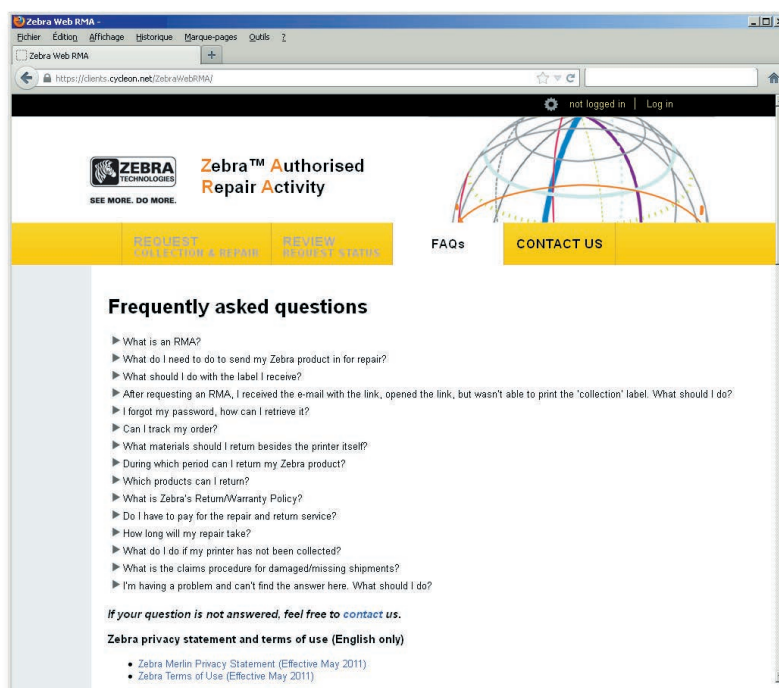 Zebra Web RMA -
Fichier Édition Affichage Historique Marque-pages Outils ?
Zebra Web RMA +
https://clients.cycleon.net/ZebraWebRMA/
not logged in | Log in
ZEBRA
TECHNOLOGIES
SEE MORE. DO MORE.
Zebra™ Authorised
Repair Activity
REQUEST
COLLECTION & REPAIR
REVIEW
REQUEST STATUS
FAQs
CONTACT US
Frequently asked questions
What is an RMA?
What do I need to do to send my Zebra product in for repair?
What should I do with the label I receive?
After requesting an RMA, I received the e-mail with the link, opened the link, but wasn't able to print the 'collection' label. What should I do?
I forgot my password, how can I retrieve it?
Can I track my order?
What materials should I return besides the printer itself?
During which period can I return my Zebra product?
Which products can I return?
What is Zebra's Return/Warranty Policy?
Do I have to pay for the repair and return service?
How long will my repair take?
What do I do if my printer has not been collected?
What is the claims procedure for damaged/missing shipments?
I'm having a problem and can't find the answer here. What should I do?
If your question is not answered, feel free to contact us.
Zebra privacy statement and terms of use (English only)
• Zebra Merlin Privacy Statement (Effective May 2011)
• Zebra Terms of Use (Effective May 2011)